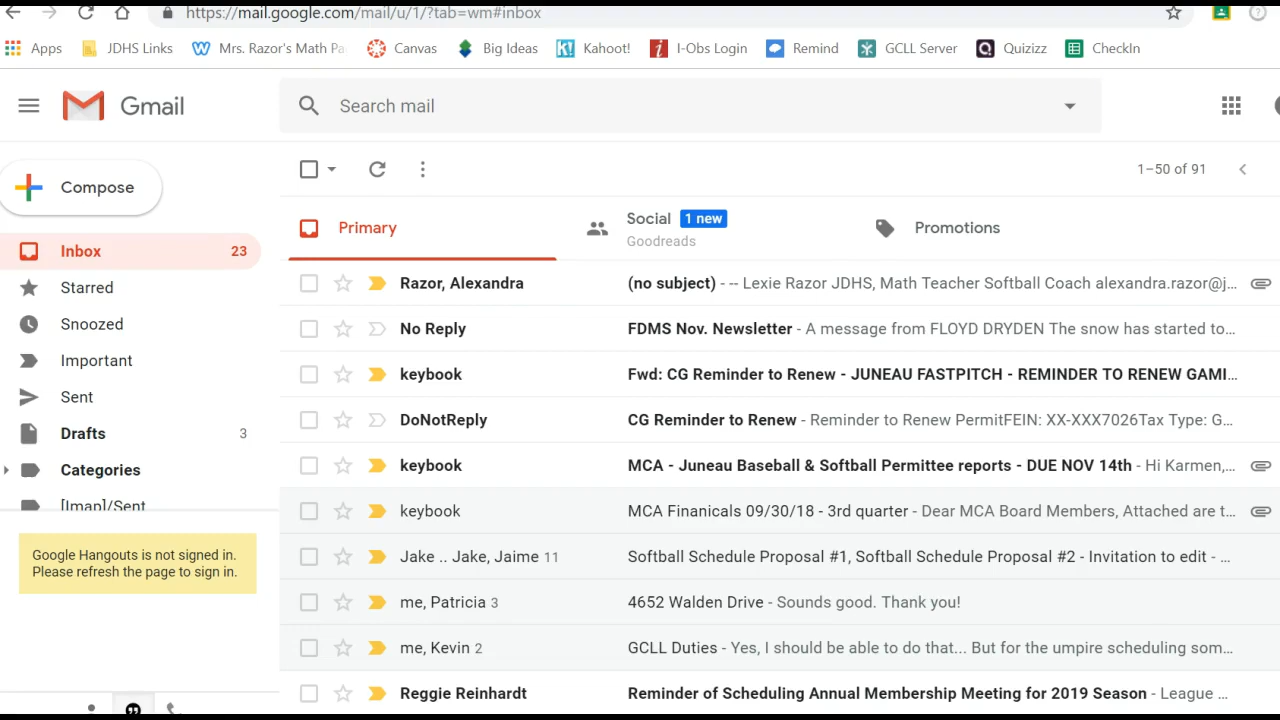 https://mail.google.com/mail/u/1/?tab=wm#inbox
Apps JDHS Links Mrs. Razor's Math Pa Canvas Big Ideas Kahoot! I-Obs Login Remind GCLL Server Quizizz CheckIn
Gmail Search mail
Compose 1–50 of 91
Primary Social 1 new Promotions
Goodreads
Inbox 23
Starred
Snoozed
Important
Sent
Drafts 3
Categories
[Imap]/Sent
Google Hangouts is not signed in.
Please refresh the page to sign in.
Razor, Alexandra (no subject) - -- Lexie Razor JDHS, Math Teacher Softball Coach alexandra.razor@j...
No Reply FDMS Nov. Newsletter - A message from FLOYD DRYDEN The snow has started to...
keybook Fwd: CG Reminder to Renew - JUNEAU FASTPITCH - REMINDER TO RENEW GAMI...
DoNotReply CG Reminder to Renew - Reminder to Renew PermitFEIN: XX-XXX7026Tax Type: G...
keybook MCA - Juneau Baseball & Softball Permittee reports - DUE NOV 14th - Hi Karmen,...
keybook MCA Finanicals 09/30/18 - 3rd quarter - Dear MCA Board Members, Attached are t...
Jake .. Jake, Jaime 11 Softball Schedule Proposal #1, Softball Schedule Proposal #2 - Invitation to edit - ...
me, Patricia 3 4652 Walden Drive - Sounds good. Thank you!
me, Kevin 2 GCLL Duties - Yes, I should be able to do that... But for the umpire scheduling som...
Reggie Reinhardt Reminder of Scheduling Annual Membership Meeting for 2019 Season - League ...